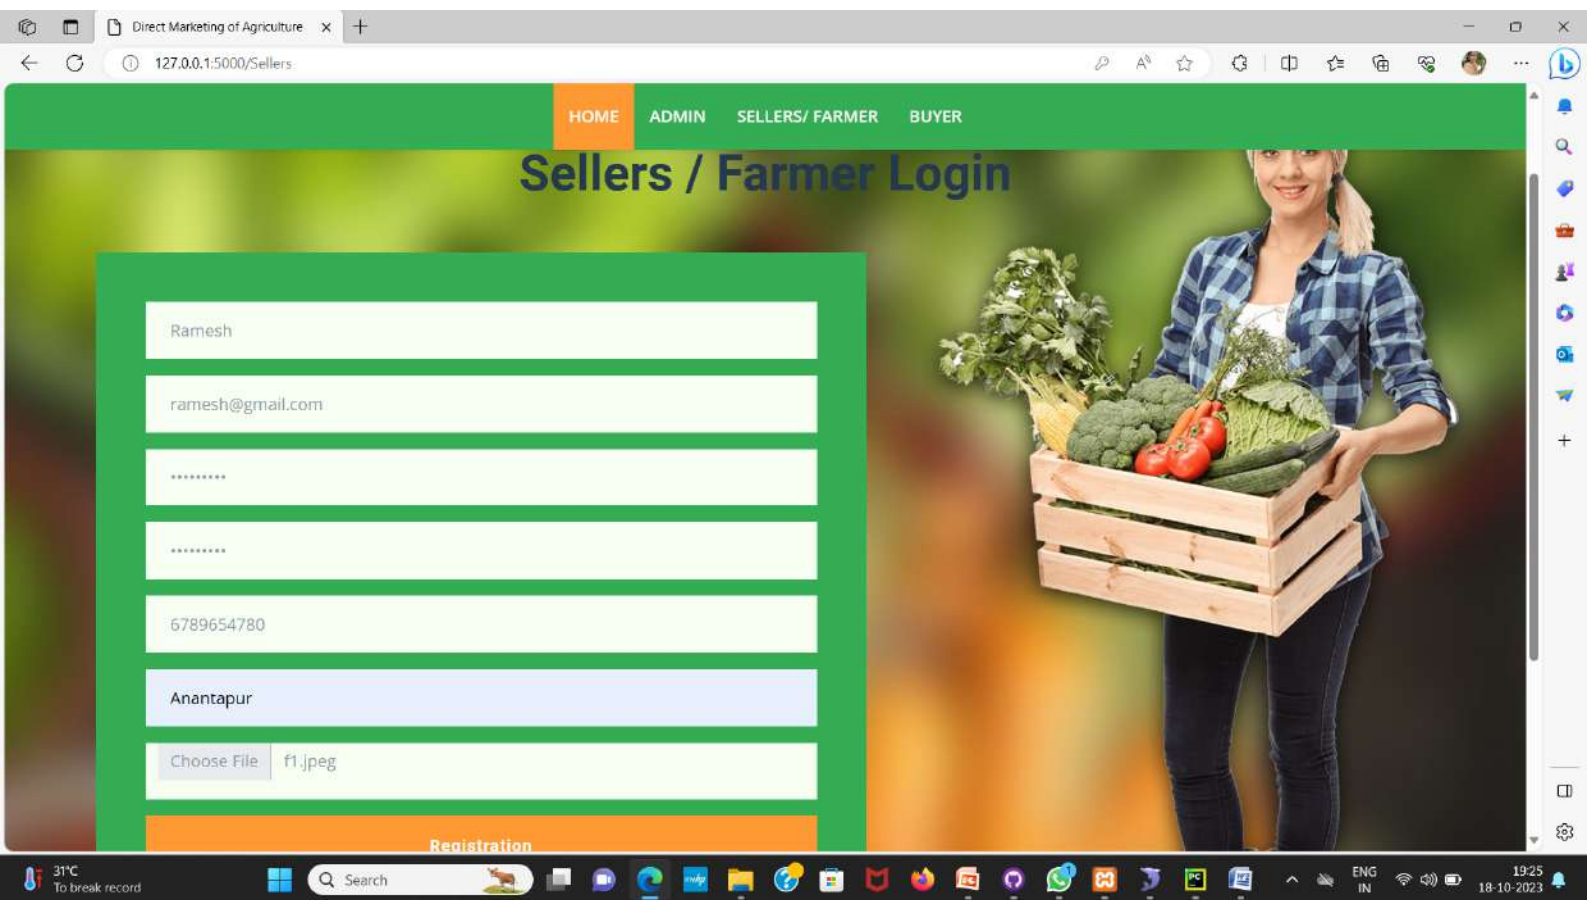 Direct Marketing of Agriculture
127.0.0.1:5000/Sellers
HOME ADMIN SELLERS/ FARMER BUYER
Sellers / Farmer Login
Ramesh
ramesh@gmail.com
•••••••••
•••••••••
6789654780
Anantapur
Choose File f1.jpeg
Registration
31°C
To break record
Search
ENG
IN
19:25
18-10-2023